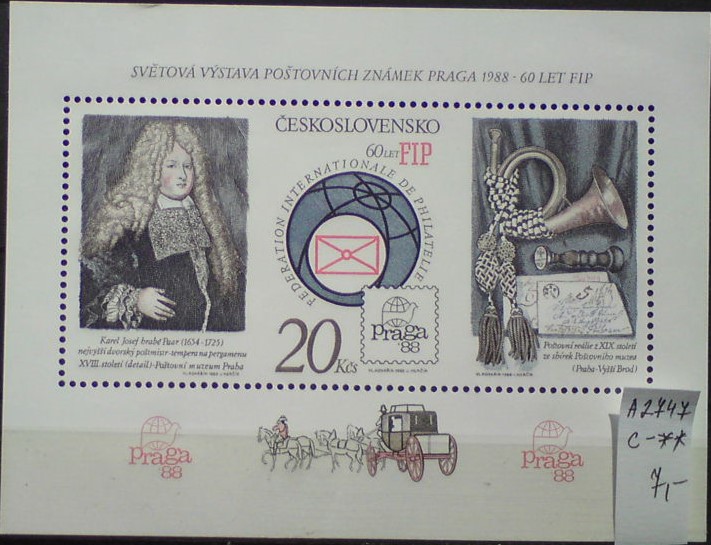 SVĚTOVÁ VÝSTAVA POŠTOVNÍCH ZNÁMEK PRAGA 1988 - 60 LET FIP
ČESKOSLOVENSKO
60 LET FIP
FEDERATION INTERNATIONALE DE PHILATELIE
20 Kčs
Praga
'88
Karel Josef hrabě Paar (1654-1725)
nejvyšší dvorský poštmistr-tempera na pergamenu
XVIII. století (detail)-Poštovní muzeum Praha
Poštovní reálie z XIX. století
ze sbírek Poštovního muzea
(Praha-Vyšší Brod)
5
Praga
88
Praga
88
A2747
C-**
7,-